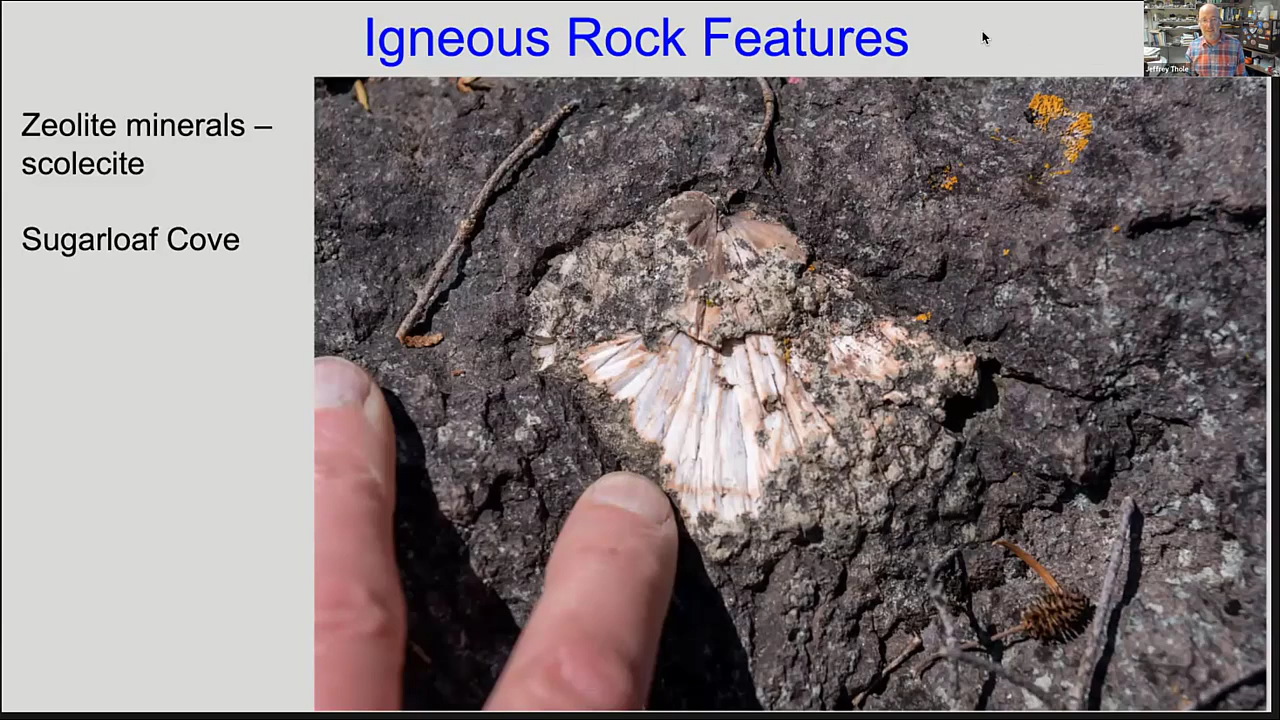 Igneous Rock Features
Jeffrey Thole
Zeolite minerals –
scolecite
Sugarloaf Cove